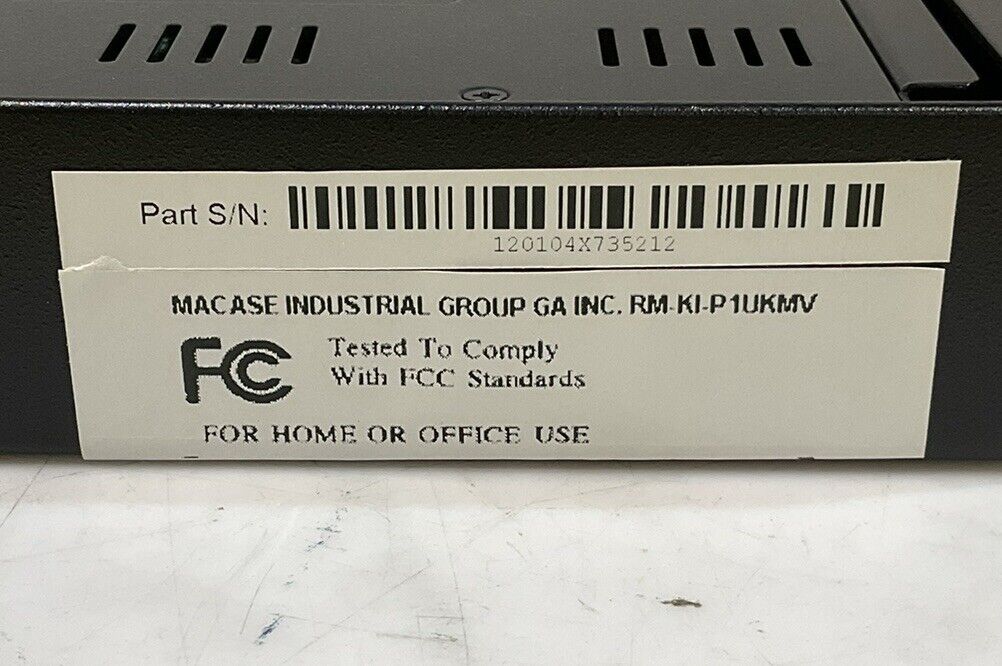 Part S/N:
120104X735212
MACASE INDUSTRIAL GROUP GA INC. RM-KI-P1UKMV
FC Tested To Comply
With FCC Standards
FOR HOME OR OFFICE USE